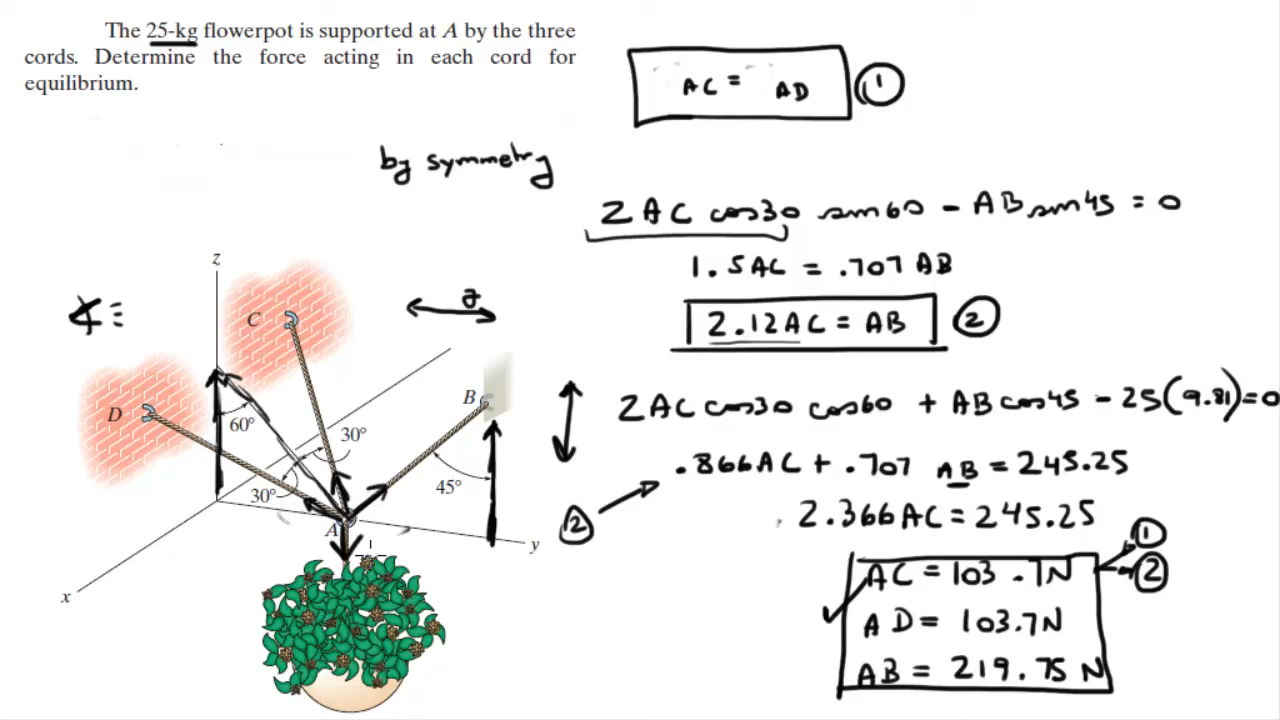 The 25-kg flowerpot is supported at A by the three
cords. Determine the force acting in each cord for
equilibrium.
AC = AD ①
by symmetry
2 AC cos30 sin60 - AB sin45 = 0
1.5AC = .707 AB
2.12AC = AB ②
2AC cos30 cos60 + AB cos45 - 25(9.81)=0
.866AC + .707 AB = 245.25
②
2.366AC = 245.25
①
②
AC = 103.7N
AD = 103.7N
AB = 219.75 N
z
C
D
B
60°
30°
30°
45°
A
y
x